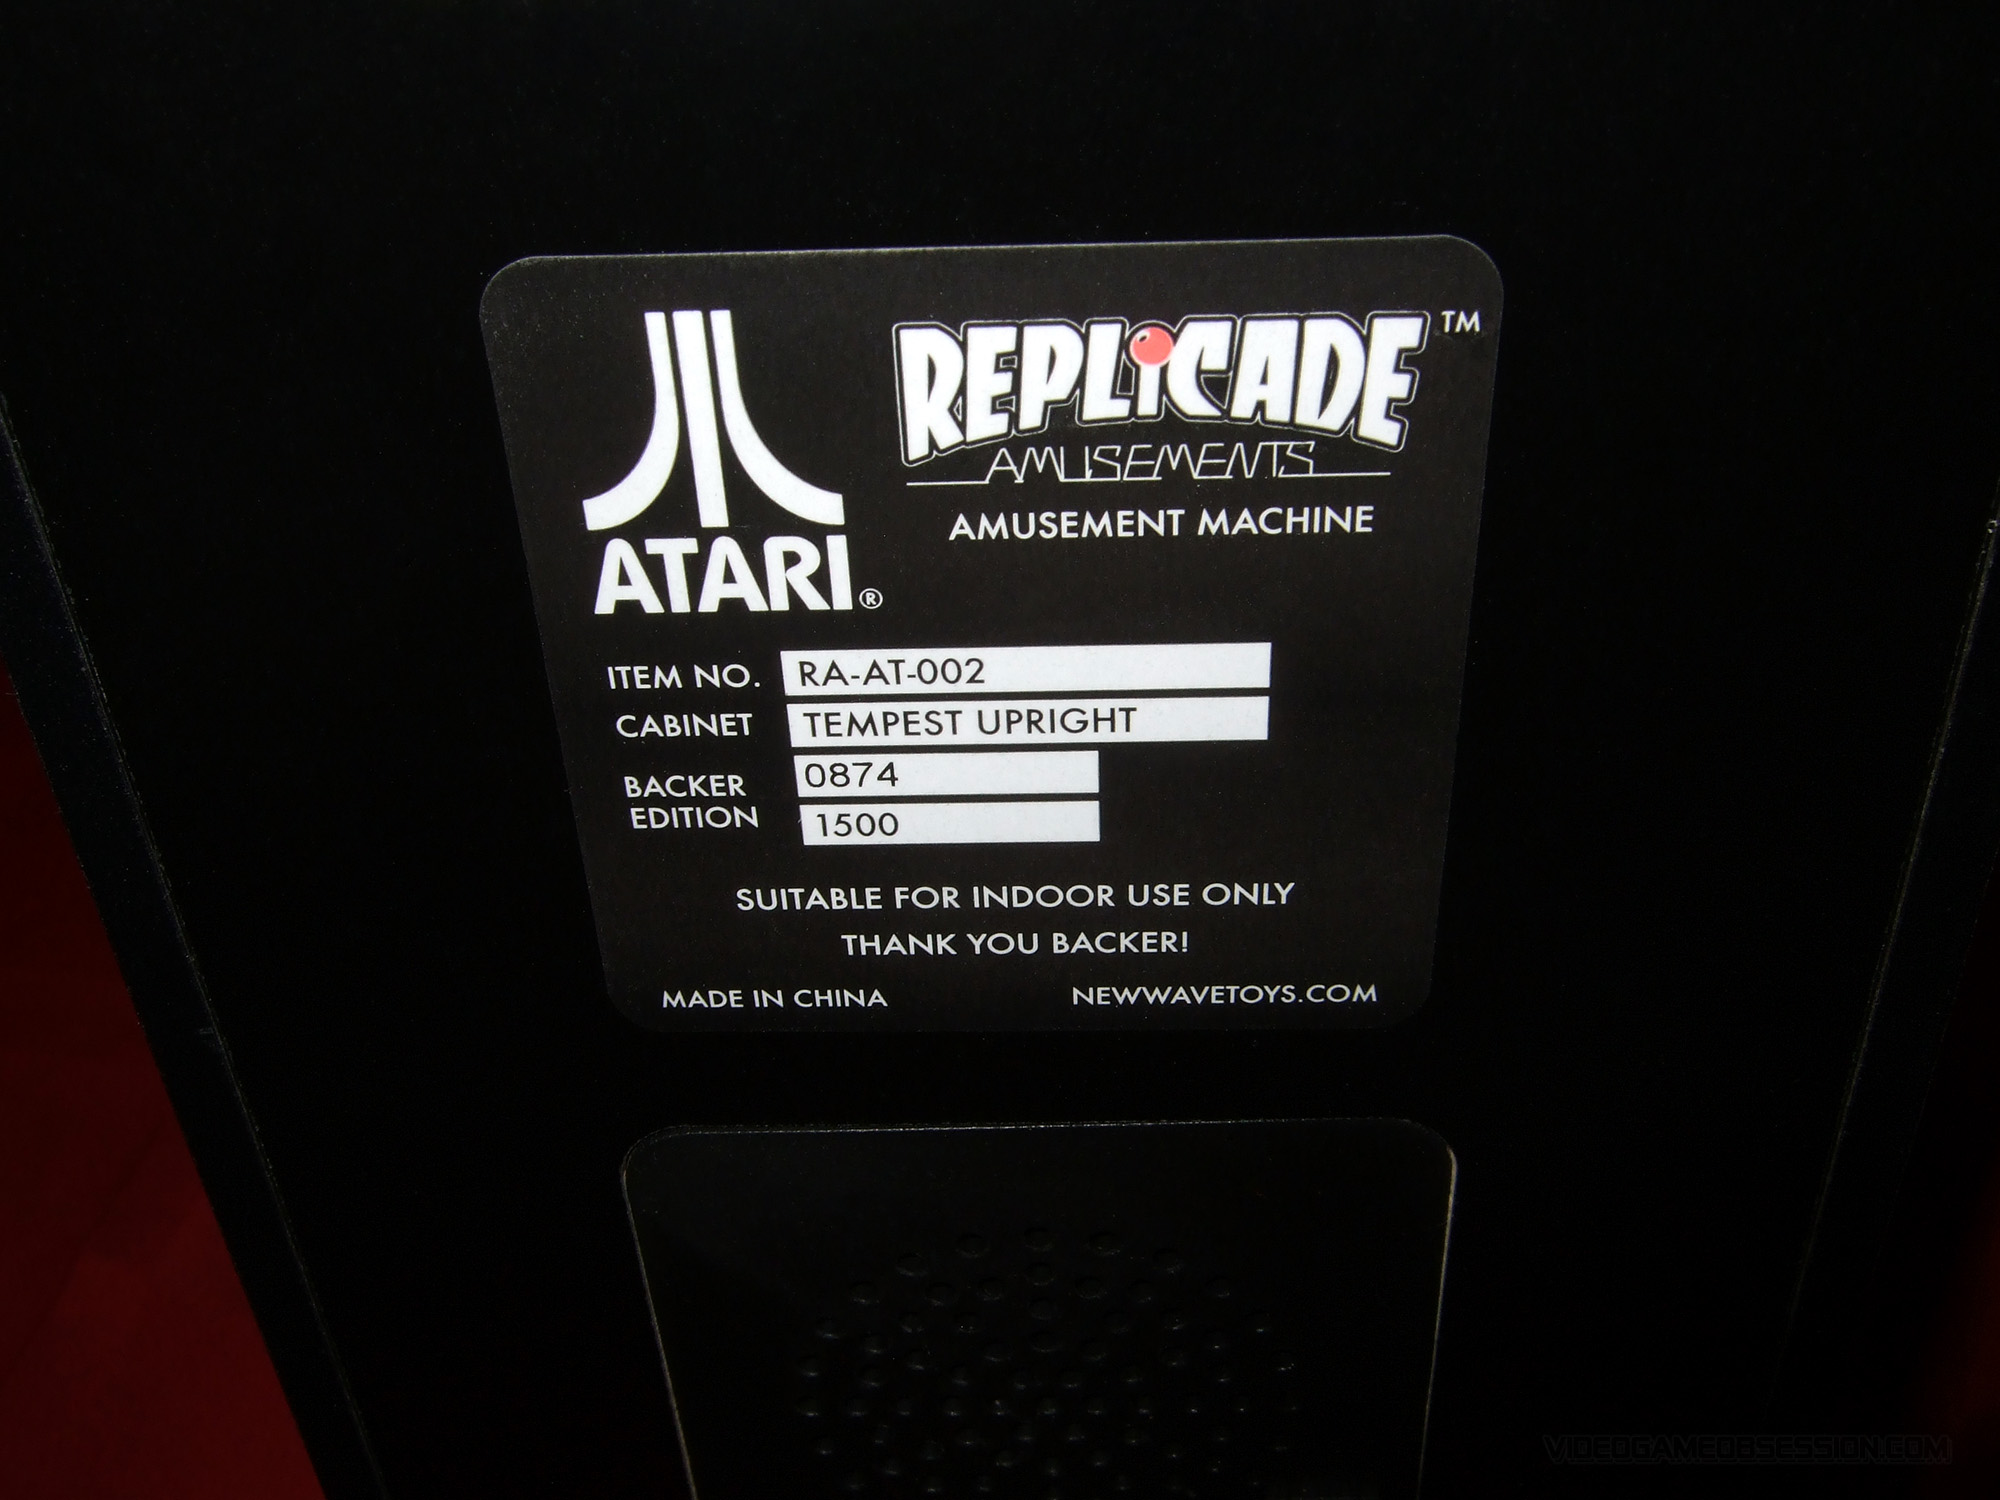 ATARI®
REPLICADE™
AMUSEMENTS
AMUSEMENT MACHINE
ITEM NO. RA-AT-002
CABINET TEMPEST UPRIGHT
BACKER EDITION 0874
1500
SUITABLE FOR INDOOR USE ONLY
THANK YOU BACKER!
MADE IN CHINA NEWWAVETOYS.COM
VIDEOGAMEOBSESSION.COM